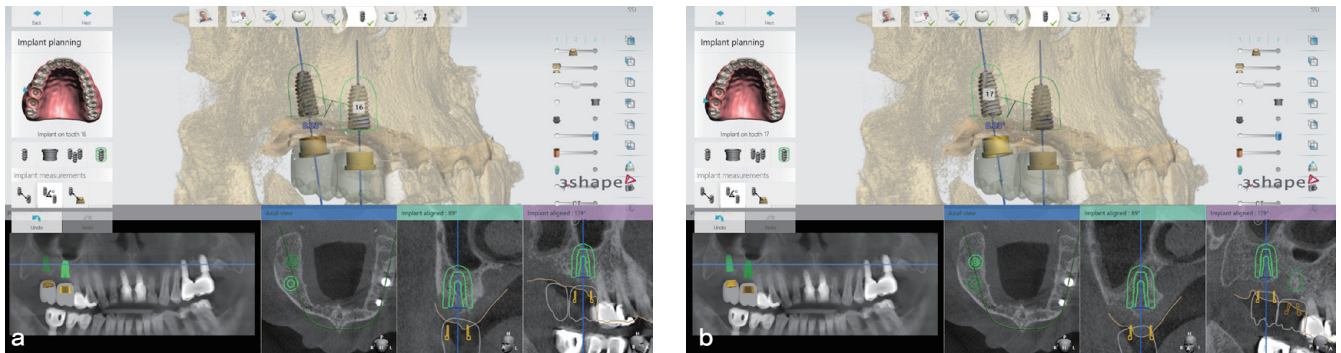 Back
Next
Implant planning
Implant on tooth 16
Implant measurements
Undo
16
3shape
Axial view
Implant aligned : 89°
Implant aligned : 179°
a
Back
Next
Implant planning
Implant on tooth 17
Implant measurements
Undo
17
3shape
Axial view
Implant aligned : 89°
Implant aligned : 179°
b